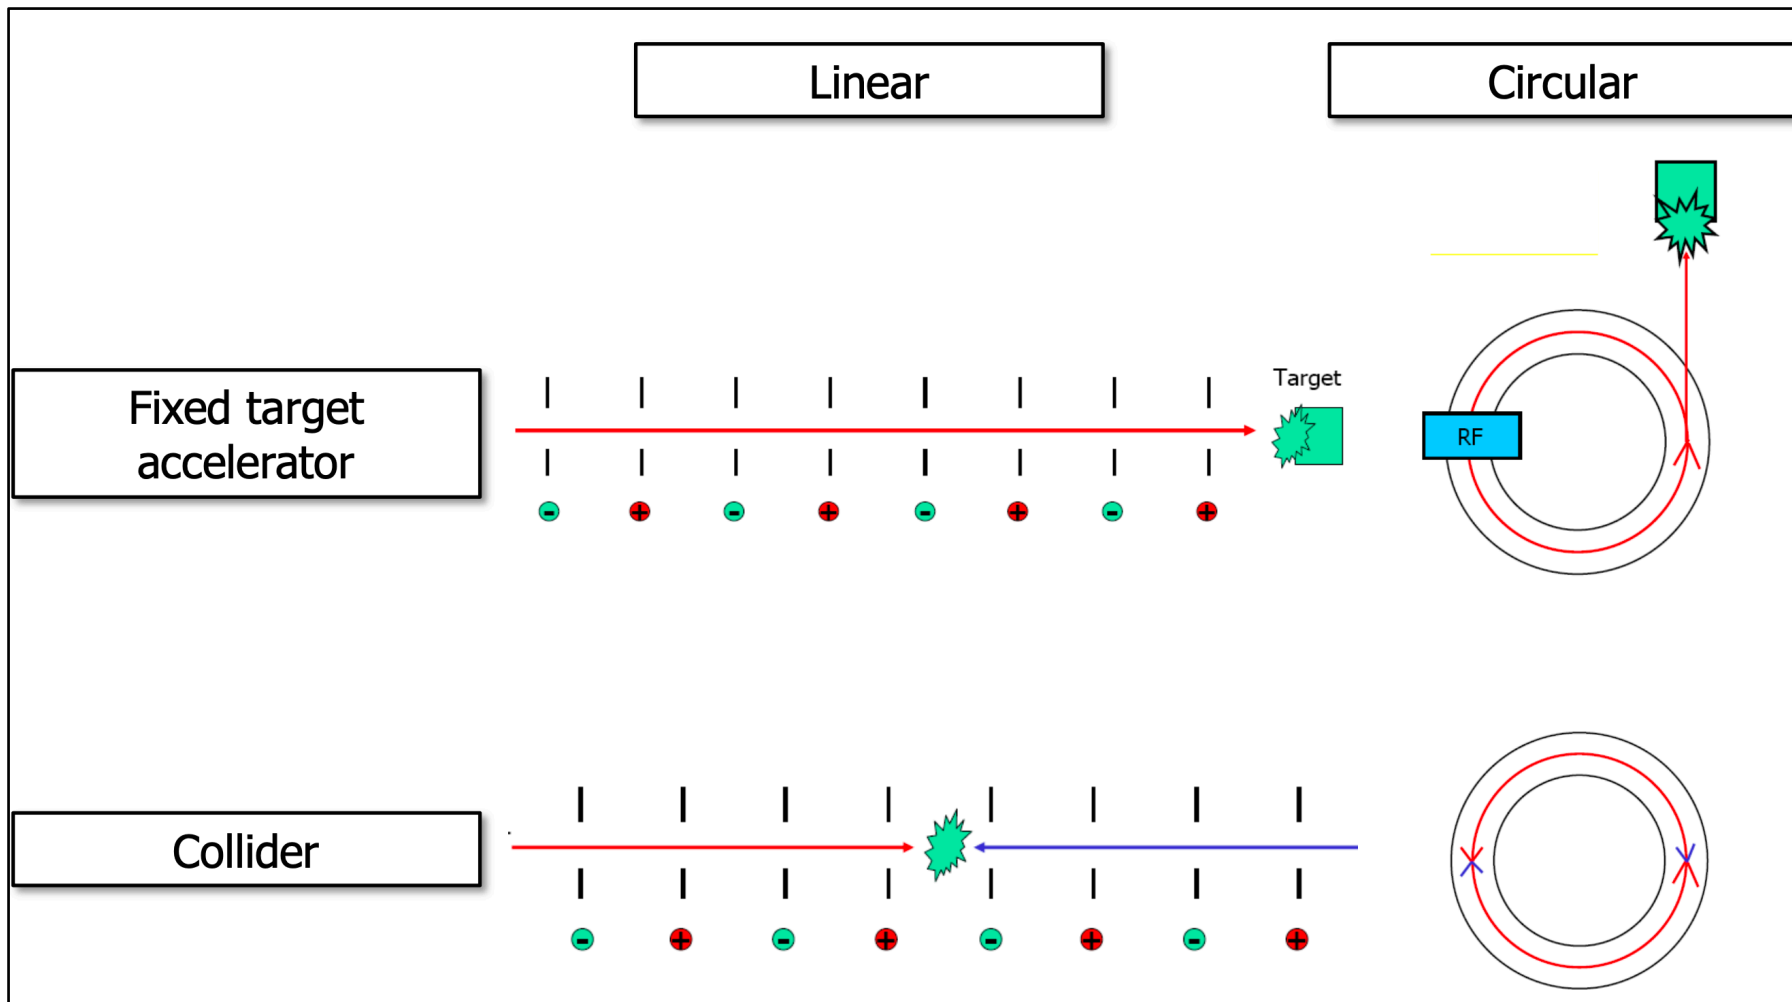 Linear
Circular
Fixed target
accelerator
Target
RF
- + - + - + - +
Collider
- + - + - + - +